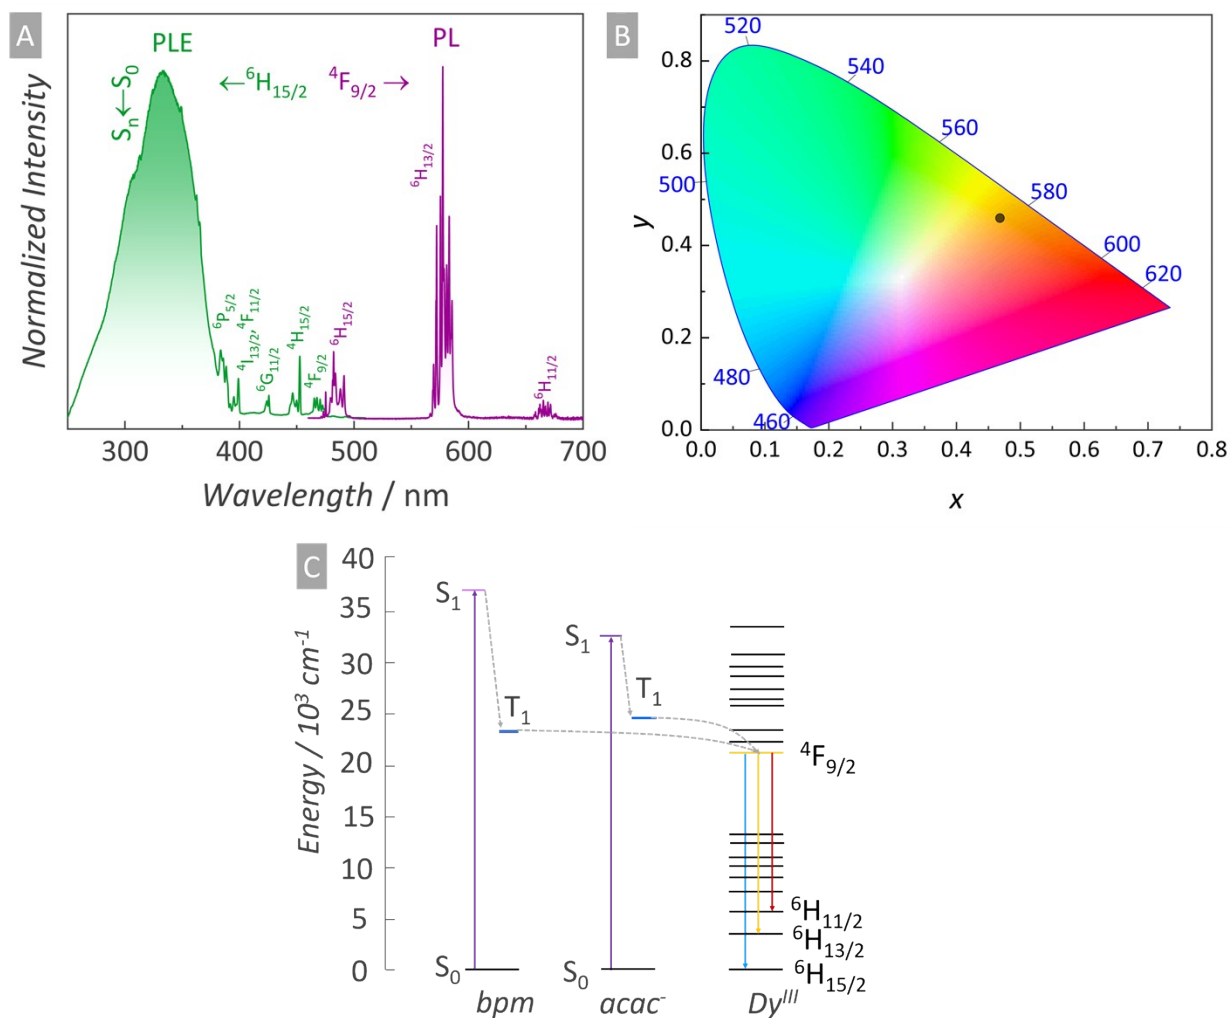 A
PLE
PL
Sₙ ← S₀
← ⁶H₁₅/₂
⁴F₉/₂ →
⁶H₁₃/₂
⁶P₅/₂
⁴I₁₃/₂, ⁴F₁₁/₂
⁶G₁₁/₂
⁴H₁₅/₂
⁴F₉/₂
⁶H₁₅/₂
⁶H₁₁/₂
Normalized Intensity
300 400 500 600 700
Wavelength / nm
B
520
540
560
500
580
600
620
480
460
0.8
0.6
0.4
0.2
0.0
y
0.0 0.1 0.2 0.3 0.4 0.5 0.6 0.7 0.8
x
C
40
35
30
25
20
15
10
5
0
Energy / 10³ cm⁻¹
S₁
T₁
S₀
bpm
S₁
T₁
S₀
acac⁻
⁴F₉/₂
⁶H₁₁/₂
⁶H₁₃/₂
⁶H₁₅/₂
Dyᴵᴵᴵ